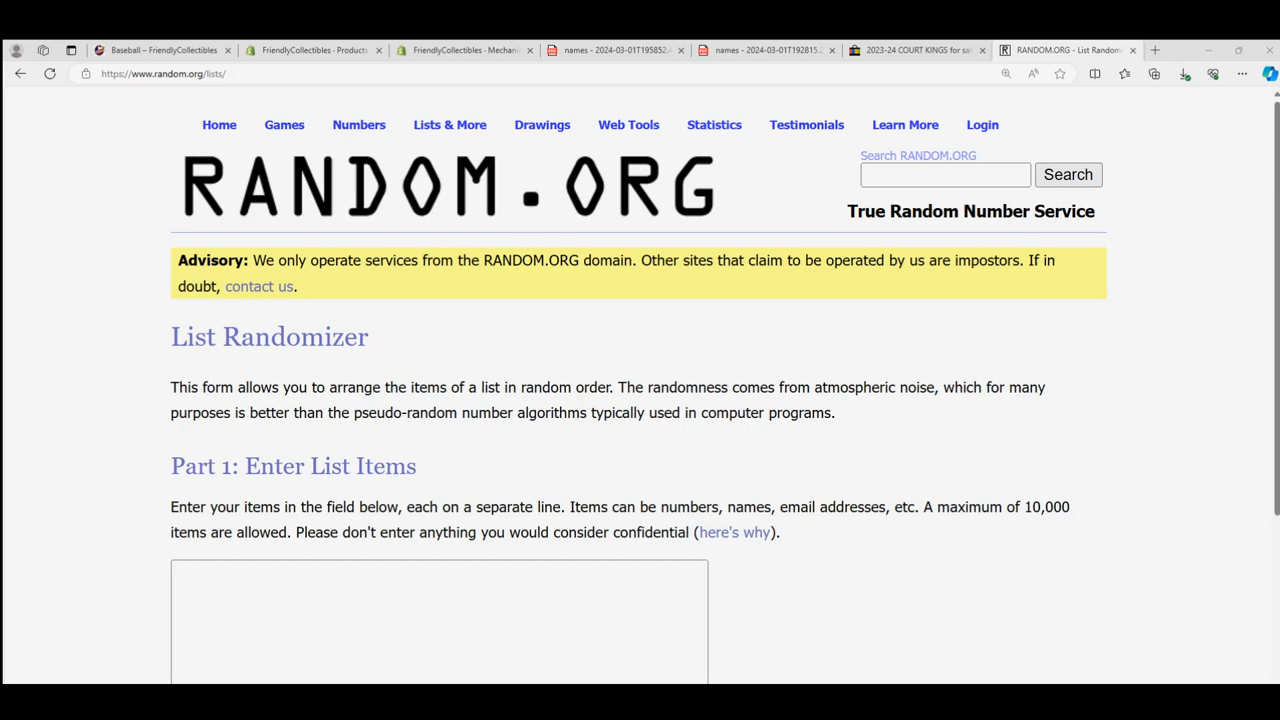 Baseball – FriendlyCollectibles
FriendlyCollectibles - Products
FriendlyCollectibles - Mechani
names - 2024-03-01T195852.
names - 2024-03-01T192815.
2023-24 COURT KINGS for sa
RANDOM.ORG - List Random
https://www.random.org/lists/
Home Games Numbers Lists & More Drawings Web Tools Statistics Testimonials Learn More Login
RANDOM.ORG
Search RANDOM.ORG
Search
True Random Number Service
Advisory: We only operate services from the RANDOM.ORG domain. Other sites that claim to be operated by us are impostors. If in
doubt, contact us.
List Randomizer
This form allows you to arrange the items of a list in random order. The randomness comes from atmospheric noise, which for many
purposes is better than the pseudo-random number algorithms typically used in computer programs.
Part 1: Enter List Items
Enter your items in the field below, each on a separate line. Items can be numbers, names, email addresses, etc. A maximum of 10,000
items are allowed. Please don't enter anything you would consider confidential (here's why).